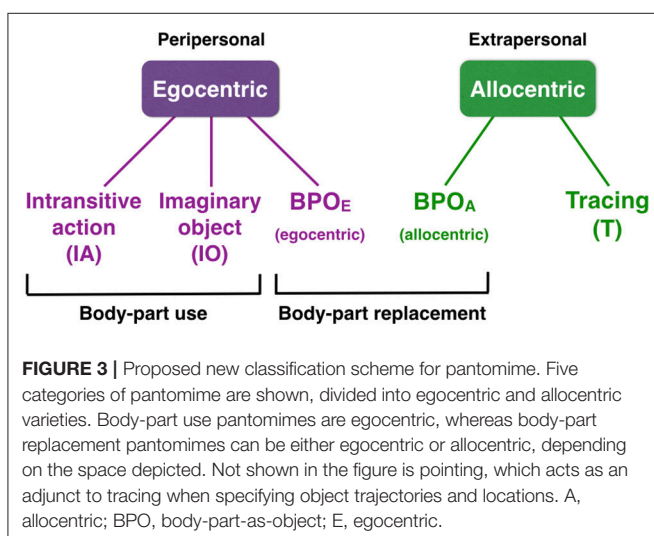 Peripersonal
Extrapersonal
Egocentric
Allocentric
Intransitive
action
(IA)
Imaginary
object
(IO)
BPOE
(egocentric)
BPOA
(allocentric)
Tracing
(T)
Body-part use
Body-part replacement
FIGURE 3 | Proposed new classification scheme for pantomime. Five
categories of pantomime are shown, divided into egocentric and allocentric
varieties. Body-part use pantomimes are egocentric, whereas body-part
replacement pantomimes can be either egocentric or allocentric, depending
on the space depicted. Not shown in the figure is pointing, which acts as an
adjunct to tracing when specifying object trajectories and locations. A,
allocentric; BPO, body-part-as-object; E, egocentric.